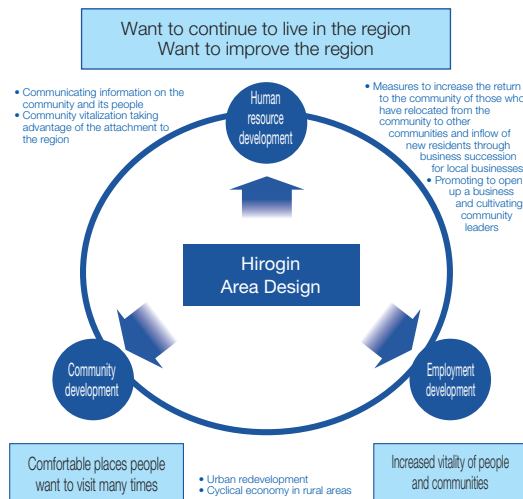 Want to continue to live in the region
Want to improve the region
• Communicating information on the
community and its people
• Community vitalization taking
advantage of the attachment to
the region
Human
resource
development
• Measures to increase the return
to the community of those who
have relocated from the
community to other
communities and inflow of
new residents through
business succession
for local businesses
• Promoting to open
up a business
and cultivating
community
leaders
Hirogin
Area Design
Community
development
Employment
development
Comfortable places people
want to visit many times
• Urban redevelopment
• Cyclical economy in rural areas
Increased vitality of people
and communities